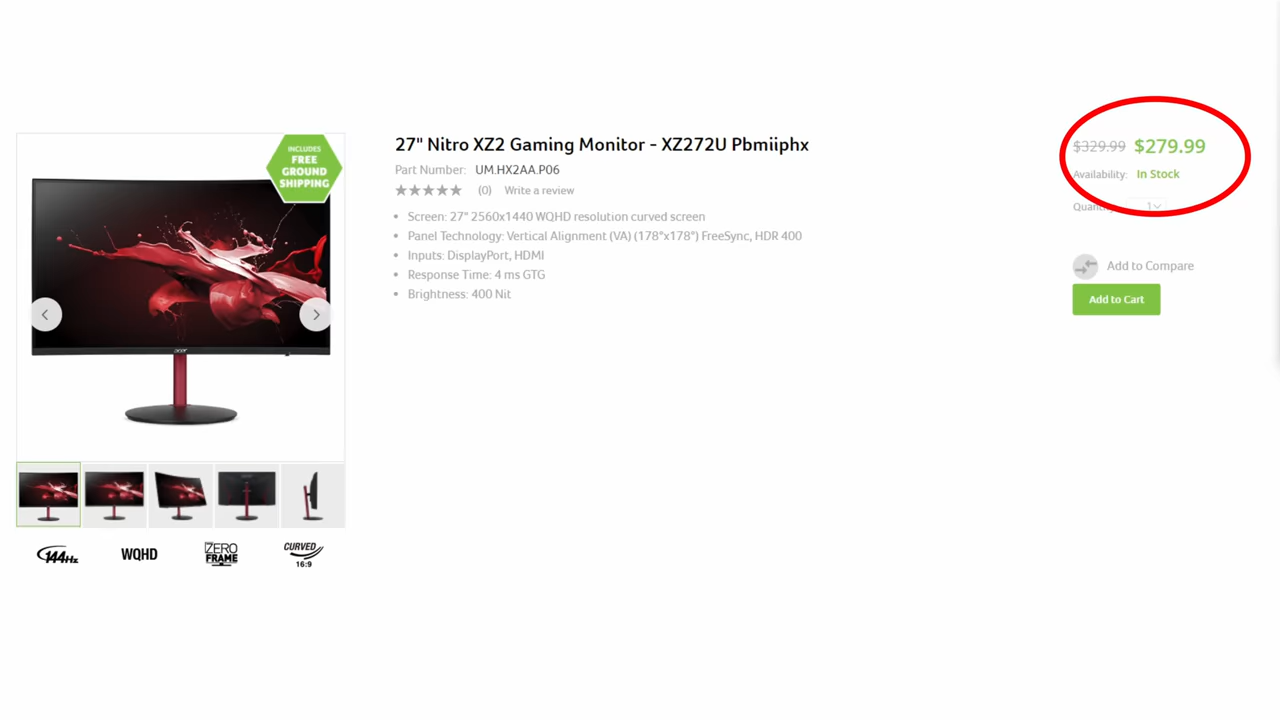 INCLUDES
FREE
GROUND
SHIPPING
acer
144Hz
WQHD
ZERO
FRAME
CURVED
16:9
27" Nitro XZ2 Gaming Monitor - XZ272U Pbmiiphx
Part Number: UM.HX2AA.P06
(0) Write a review
• Screen: 27" 2560x1440 WQHD resolution curved screen
• Panel Technology: Vertical Alignment (VA) (178°x178°) FreeSync, HDR 400
• Inputs: DisplayPort, HDMI
• Response Time: 4 ms GTG
• Brightness: 400 Nit
$329.99 $279.99
Availability: In Stock
1
Add to Compare
Add to Cart